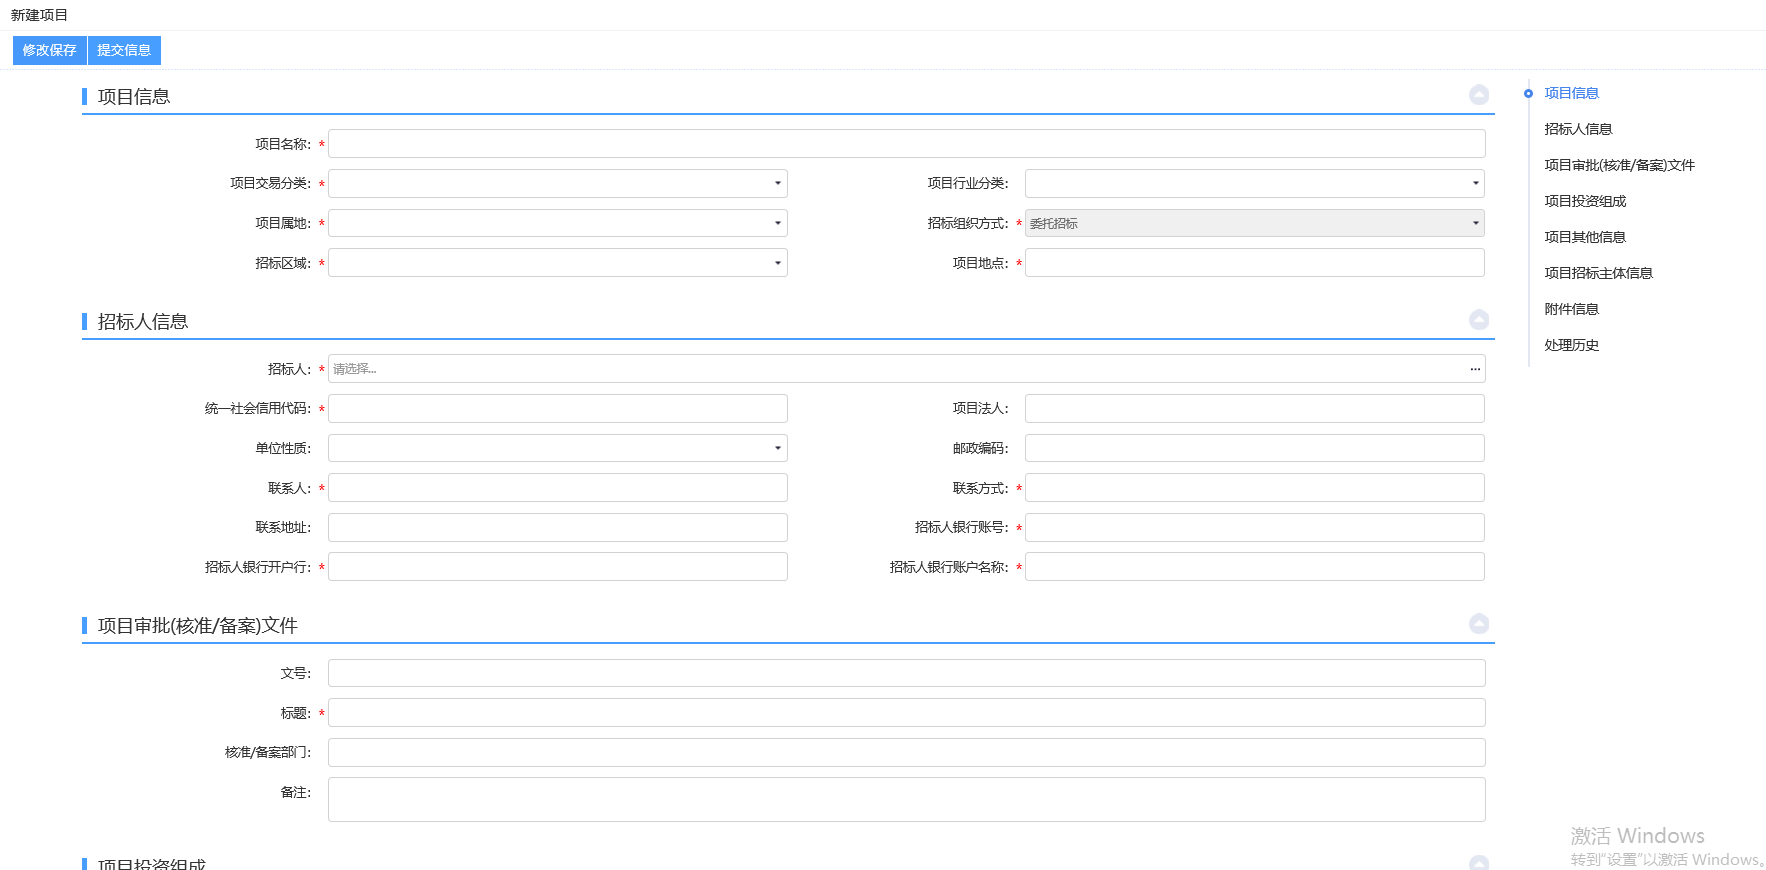 新建项目
修改保存 提交信息
项目信息
项目名称: *
项目交易分类: * 项目行业分类:
项目属地: * 招标组织方式: * 委托招标
招标区域: * 项目地点: *
招标人信息
招标人: * 请选择... ...
统一社会信用代码: * 项目法人:
单位性质: 邮政编码:
联系人: * 联系方式: *
联系地址: 招标人银行账号: *
招标人银行开户行: * 招标人银行账户名称: *
项目审批(核准/备案)文件
文号:
标题: *
核准/备案部门:
备注:
项目投资组成
项目信息
招标人信息
项目审批(核准/备案)文件
项目投资组成
项目其他信息
项目招标主体信息
附件信息
处理历史
激活 Windows
转到"设置"以激活 Windows。